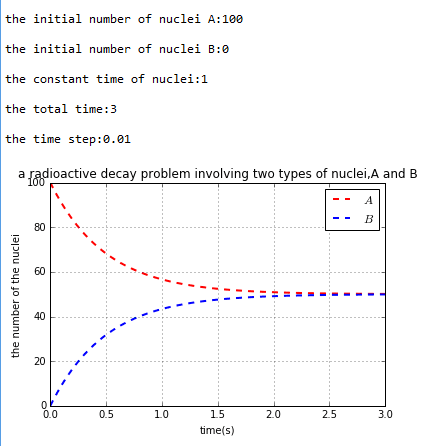 the initial number of nuclei A:100
the initial number of nuclei B:0
the constant time of nuclei:1
the total time:3
the time step:0.01
a radioactive decay problem involving two types of nuclei,A and B
100
80
60
40
20
0
the number of the nuclei
A
B
0.0 0.5 1.0 1.5 2.0 2.5 3.0
time(s)